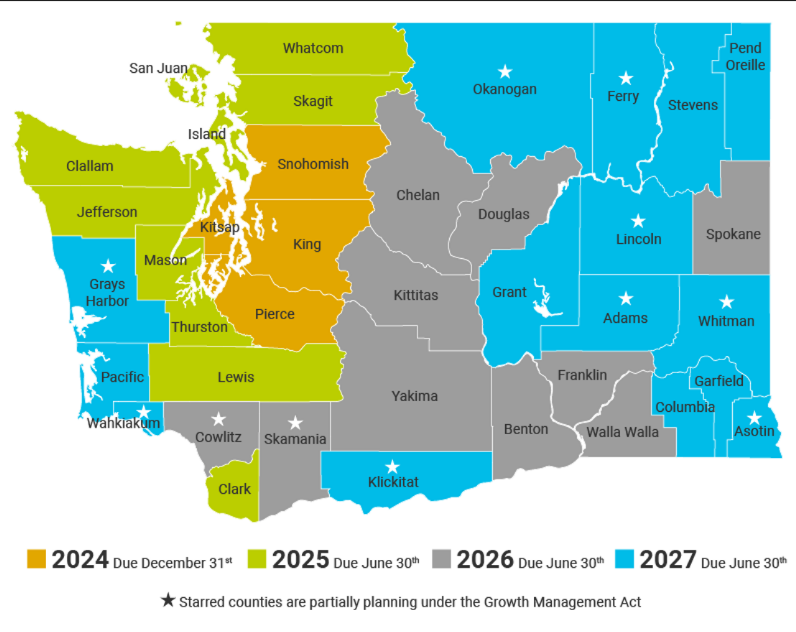 Whatcom
Pend
Oreille
San Juan
Okanogan
Ferry
Stevens
Skagit
Island
Snohomish
Clallam
Chelan
Douglas
Jefferson
Kitsap
King
Lincoln
Spokane
Mason
Grays
Harbor
Kittitas
Grant
Pierce
Adams
Whitman
Thurston
Pacific
Lewis
Franklin
Garfield
Yakima
Columbia
Wahkiakum
Cowlitz
Skamania
Benton
Walla Walla
Asotin
Clark
Klickitat
2024 Due December 31st
2025 Due June 30th
2026 Due June 30th
2027 Due June 30th
★ Starred counties are partially planning under the Growth Management Act